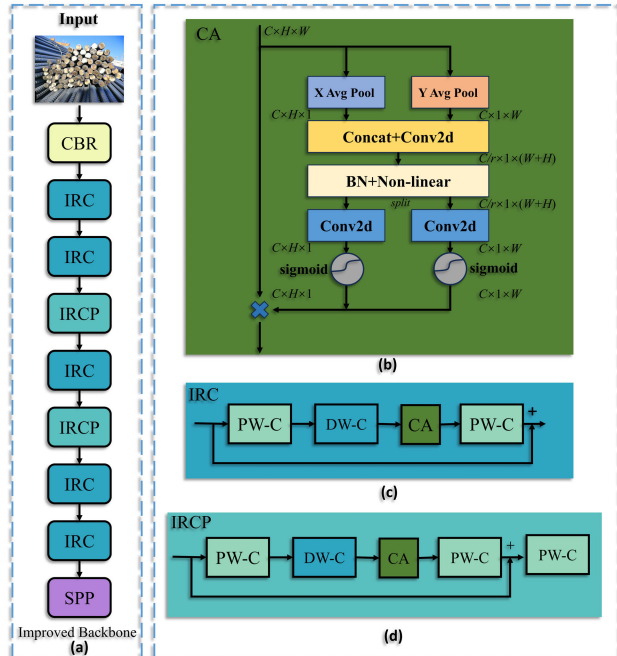 Input
CBR
IRC
IRC
IRCP
IRC
IRCP
IRC
IRC
SPP
Improved Backbone
(a)
CA
C×H×W
X Avg Pool
Y Avg Pool
C×H×1
C×1×W
Concat+Conv2d
C/r×1×(W+H)
BN+Non-linear
split
C/r×1×(W+H)
Conv2d
Conv2d
C×H×1
C×1×W
sigmoid
sigmoid
C×H×1
C×1×W
(b)
IRC
PW-C
DW-C
CA
PW-C
+
(c)
IRCP
PW-C
DW-C
CA
PW-C
+
PW-C
(d)